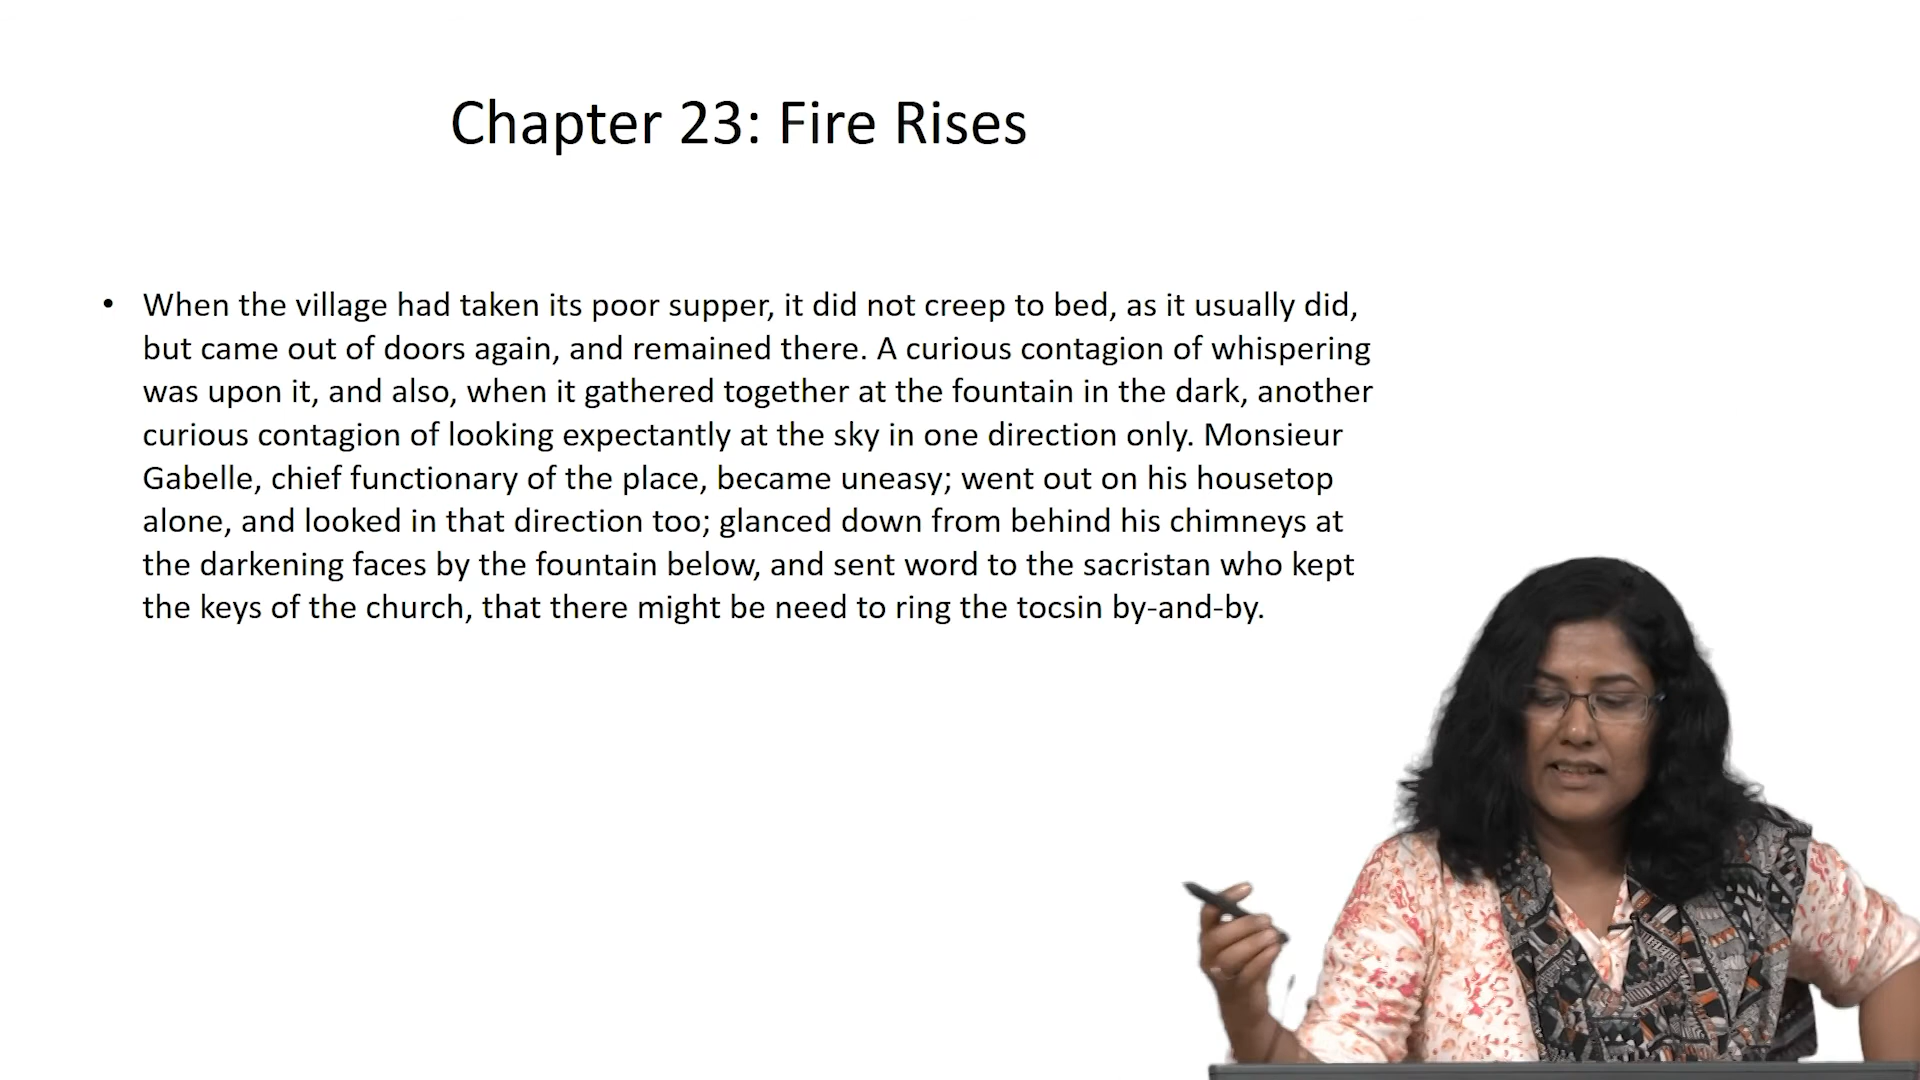 Chapter 23: Fire Rises
• When the village had taken its poor supper, it did not creep to bed, as it usually did,
but came out of doors again, and remained there. A curious contagion of whispering
was upon it, and also, when it gathered together at the fountain in the dark, another
curious contagion of looking expectantly at the sky in one direction only. Monsieur
Gabelle, chief functionary of the place, became uneasy; went out on his housetop
alone, and looked in that direction too; glanced down from behind his chimneys at
the darkening faces by the fountain below, and sent word to the sacristan who kept
the keys of the church, that there might be need to ring the tocsin by-and-by.